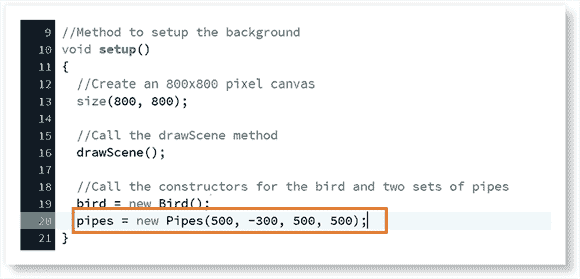 9 //Method to setup the background
10 void setup()
11 {
12 //Create an 800x800 pixel canvas
13 size(800, 800);
14
15 //Call the drawScene method
16 drawScene();
17
18 //Call the constructors for the bird and two sets of pipes
19 bird = new Bird();
20 pipes = new Pipes(500, -300, 500, 500);
21 }